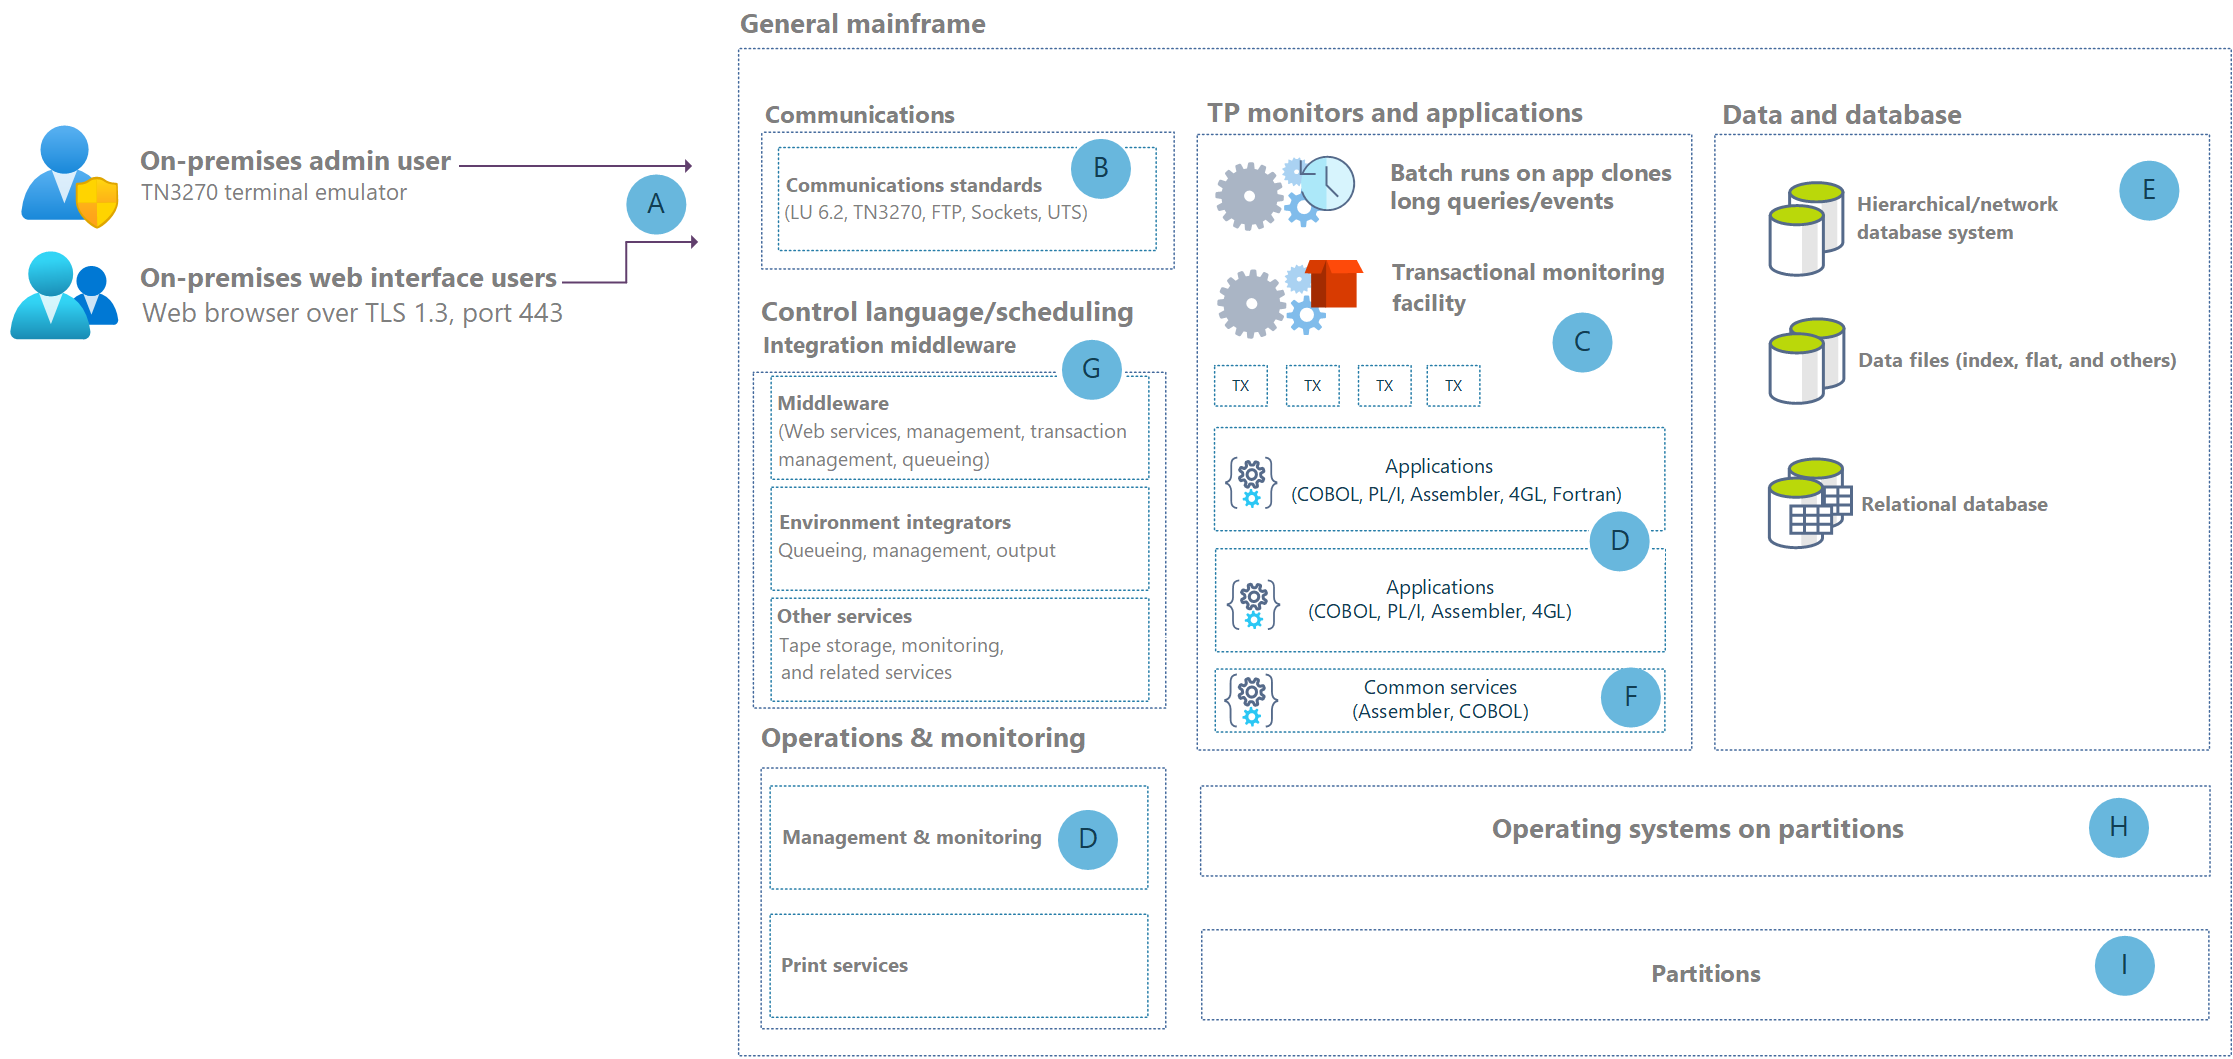 General mainframe
On-premises admin user
TN3270 terminal emulator
A
On-premises web interface users
Web browser over TLS 1.3, port 443
Communications
B
Communications standards
(LU 6.2, TN3270, FTP, Sockets, UTS)
Control language/scheduling
Integration middleware
G
Middleware
(Web services, management, transaction
management, queueing)
Environment integrators
Queueing, management, output
Other services
Tape storage, monitoring,
and related services
Operations & monitoring
Management & monitoring
D
Print services
TP monitors and applications
Batch runs on app clones
long queries/events
Transactional monitoring
facility
C
TX
TX
TX
TX
Applications
(COBOL, PL/I, Assembler, 4GL, Fortran)
D
Applications
(COBOL, PL/I, Assembler, 4GL)
Common services
(Assembler, COBOL)
F
Data and database
E
Hierarchical/network
database system
Data files (index, flat, and others)
Relational database
Operating systems on partitions
H
Partitions
I